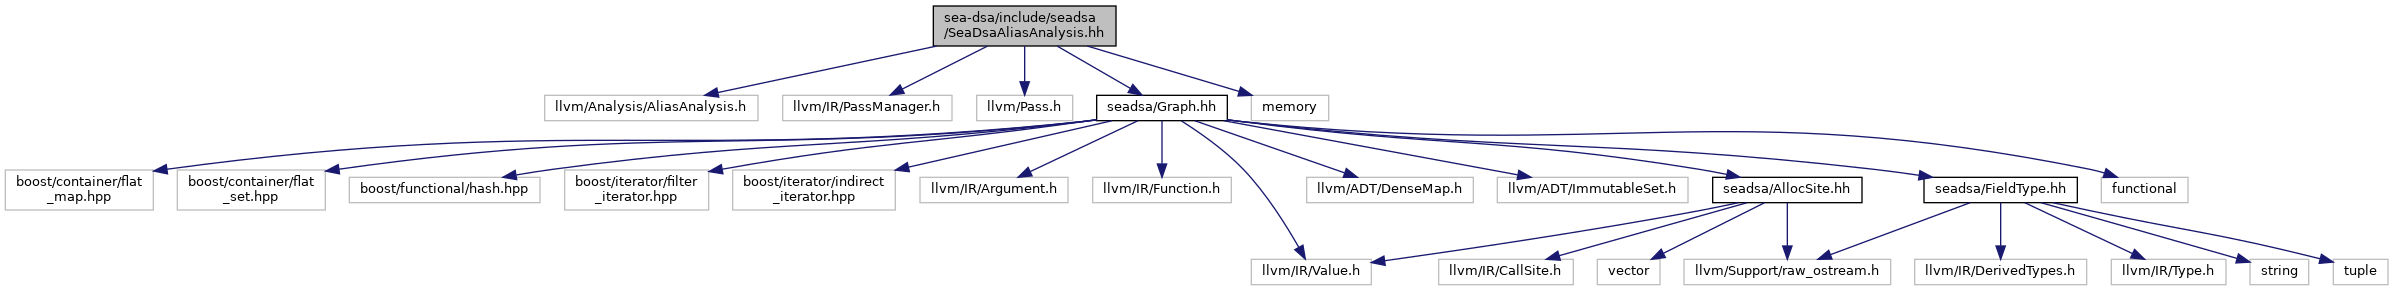 sea-dsa/include/seadsa
/SeaDsaAliasAnalysis.hh
llvm/Analysis/AliasAnalysis.h
llvm/IR/PassManager.h
llvm/Pass.h
seadsa/Graph.hh
memory
boost/container/flat
_map.hpp
boost/container/flat
_set.hpp
boost/functional/hash.hpp
boost/iterator/filter
_iterator.hpp
boost/iterator/indirect
_iterator.hpp
llvm/IR/Argument.h
llvm/IR/Function.h
llvm/ADT/DenseMap.h
llvm/ADT/ImmutableSet.h
seadsa/AllocSite.hh
seadsa/FieldType.hh
functional
llvm/IR/Value.h
llvm/IR/CallSite.h
vector
llvm/Support/raw_ostream.h
llvm/IR/DerivedTypes.h
llvm/IR/Type.h
string
tuple